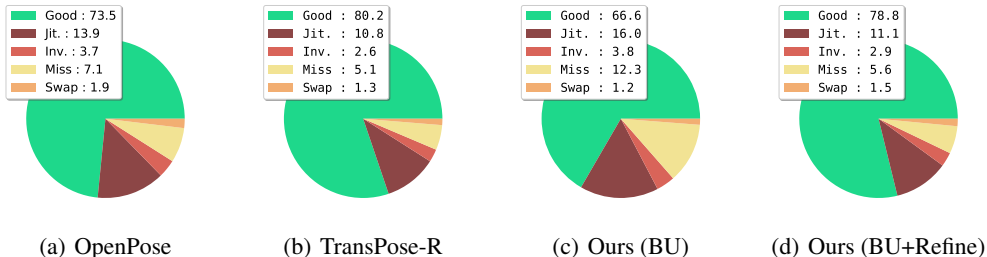 Good : 73.5
Jit. : 13.9
Inv. : 3.7
Miss : 7.1
Swap : 1.9
Good : 80.2
Jit. : 10.8
Inv. : 2.6
Miss : 5.1
Swap : 1.3
Good : 66.6
Jit. : 16.0
Inv. : 3.8
Miss : 12.3
Swap : 1.2
Good : 78.8
Jit. : 11.1
Inv. : 2.9
Miss : 5.6
Swap : 1.5
(a) OpenPose
(b) TransPose-R
(c) Ours (BU)
(d) Ours (BU+Refine)